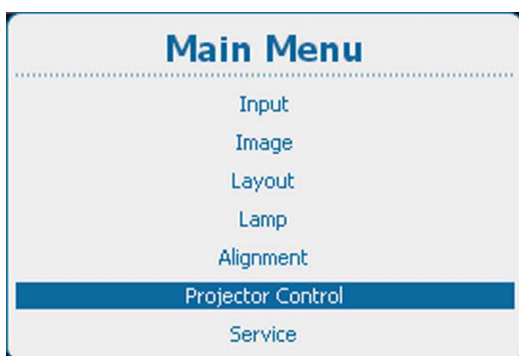 Main Menu
Input
Image
Layout
Lamp
Alignment
Projector Control
Service